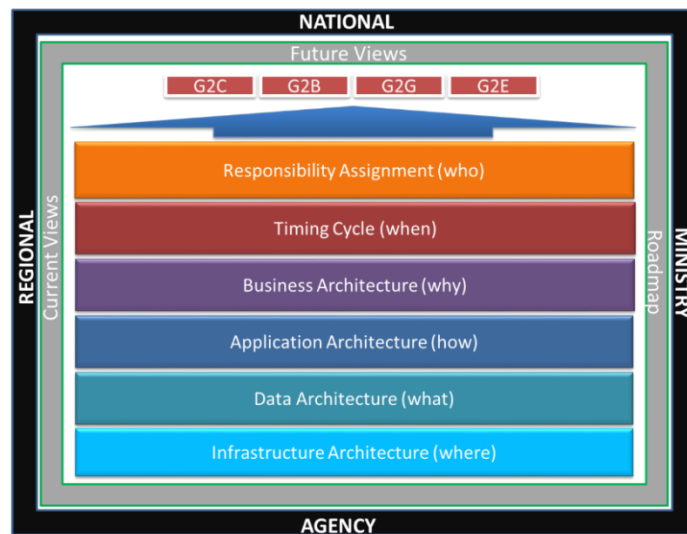 NATIONAL
Future Views
G2C
G2B
G2G
G2E
REGIONAL
Current Views
Responsibility Assignment (who)
Timing Cycle (when)
Business Architecture (why)
Application Architecture (how)
Data Architecture (what)
Infrastructure Architecture (where)
Roadmap
MINISTRY
AGENCY